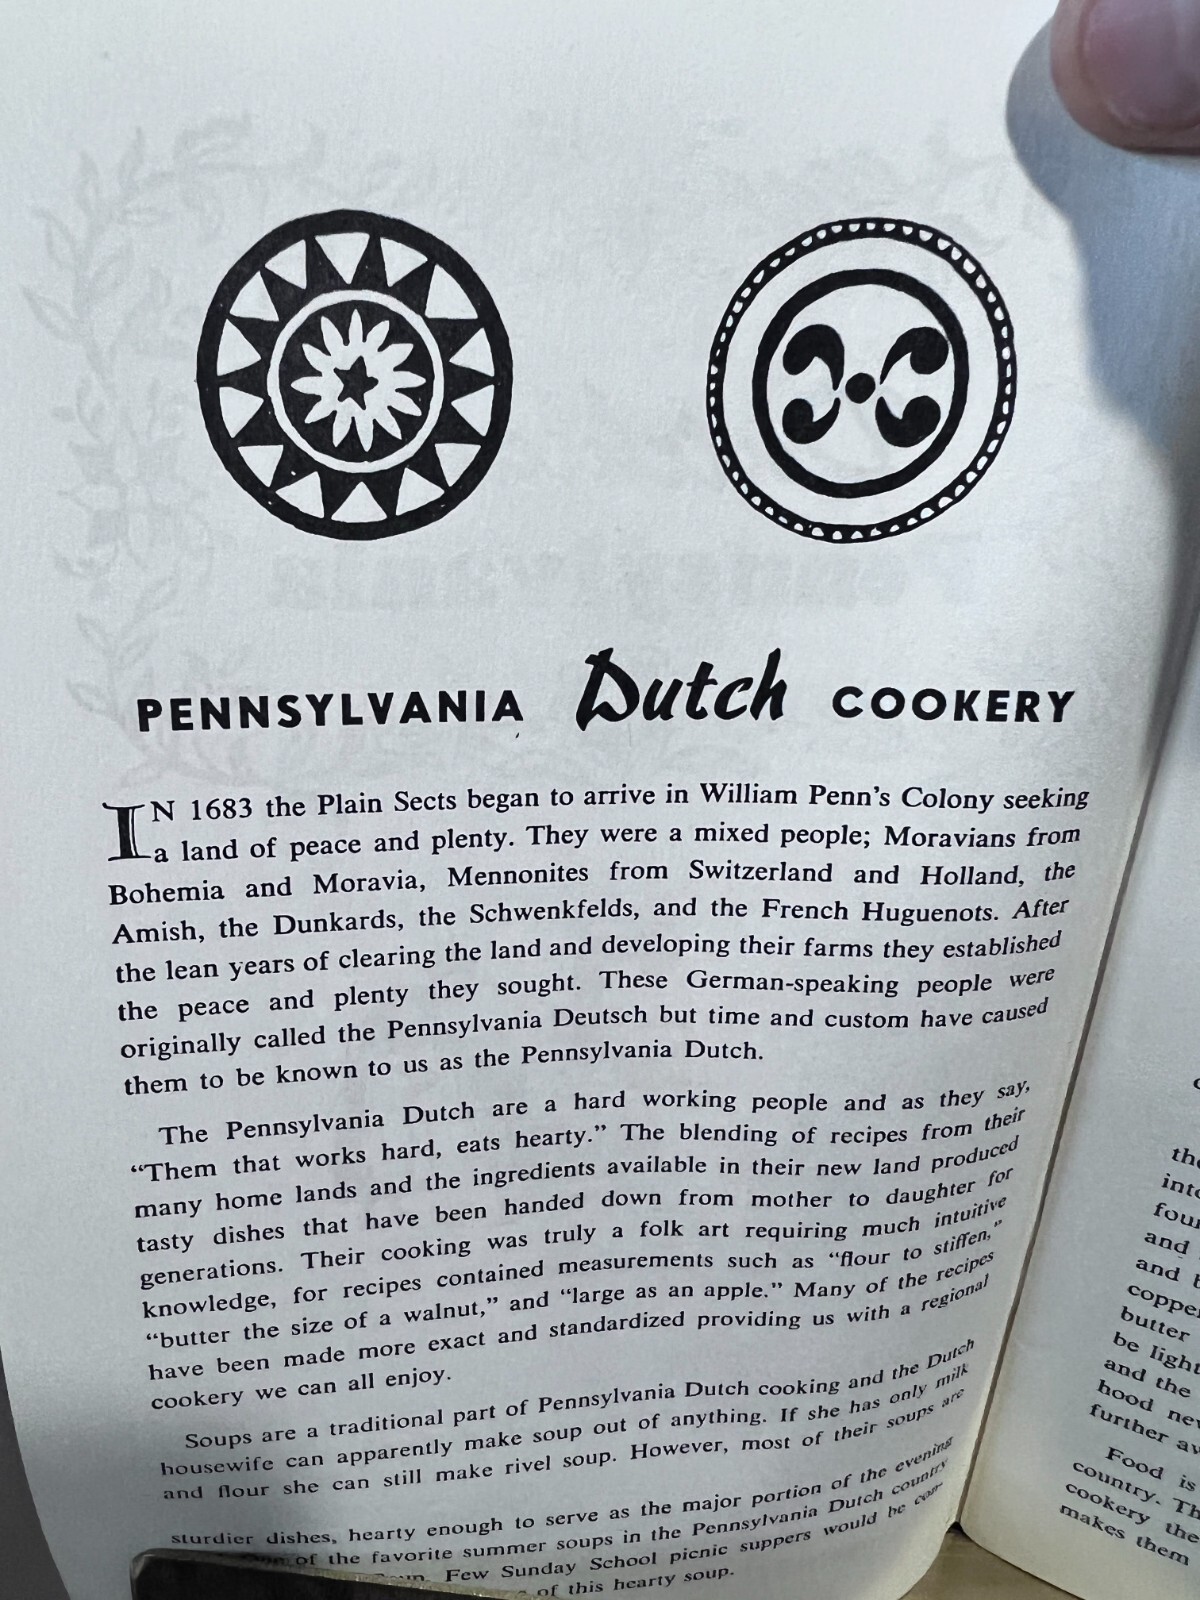 PENNSYLVANIA Dutch COOKERY
IN 1683 the Plain Sects began to arrive in William Penn's Colony seeking
a land of peace and plenty. They were a mixed people; Moravians from
Bohemia and Moravia, Mennonites from Switzerland and Holland, the
Amish, the Dunkards, the Schwenkfelds, and the French Huguenots. After
the lean years of clearing the land and developing their farms they established
the peace and plenty they sought. These German-speaking people were
originally called the Pennsylvania Deutsch but time and custom have caused
them to be known to us as the Pennsylvania Dutch.
The Pennsylvania Dutch are a hard working people and as they say,
“Them that works hard, eats hearty.” The blending of recipes from their
many home lands and the ingredients available in their new land produced
tasty dishes that have been handed down from mother to daughter for
generations. Their cooking was truly a folk art requiring much intuitive
knowledge, for recipes contained measurements such as “flour to stiffen,”
“butter the size of a walnut,” and “large as an apple.” Many of the recipes
have been made more exact and standardized providing us with a regional
cookery we can all enjoy.
Soups are a traditional part of Pennsylvania Dutch cooking and the Dutch
housewife can apparently make soup out of anything. If she has only milk
and flour she can still make rivel soup. However, most of their soups are
sturdier dishes, hearty enough to serve as the major portion of the evening
of the favorite summer soups in the Pennsylvania Dutch country
Few Sunday School picnic suppers would be com-
of this hearty soup.
the
into
and
and
butter
be light
and the
hood
further
Food is
country.
cookery the
makes them